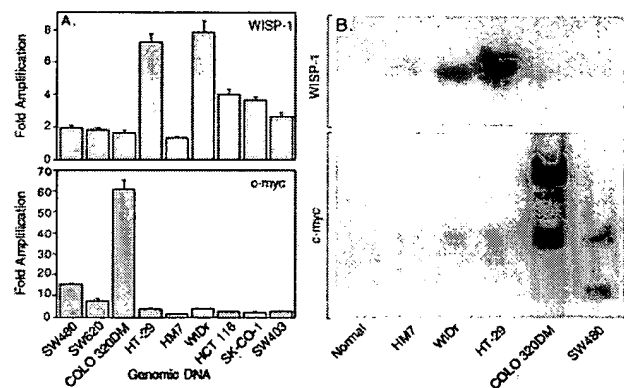 A.
WISP-1
Fold Amplification
8
6
4
2
0
c-myc
Fold Amplification
70
60
50
40
30
20
10
0
SW480
SW620
COLO 320DM
HT-29
HM7
WiDr
HCT 116
SK-CO-1
SW403
Genomic DNA
B.
WISP-1
c-myc
Normal
HM7
WiDr
HT-29
COLO 320DM
SW480